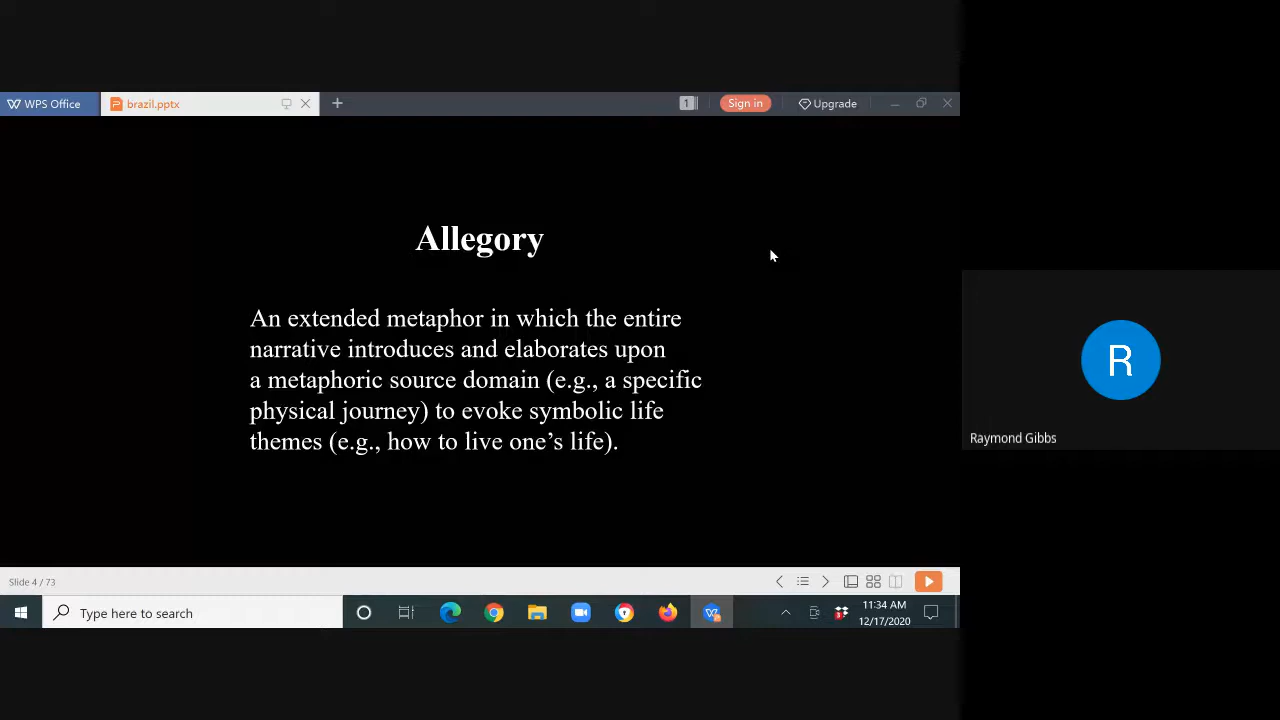 WPS Office
brazil.pptx
1
Sign in
Upgrade
Allegory
An extended metaphor in which the entire
narrative introduces and elaborates upon
a metaphoric source domain (e.g., a specific
physical journey) to evoke symbolic life
themes (e.g., how to live one’s life).
R
Raymond Gibbs
Slide 4 / 73
Type here to search
11:34 AM
12/17/2020